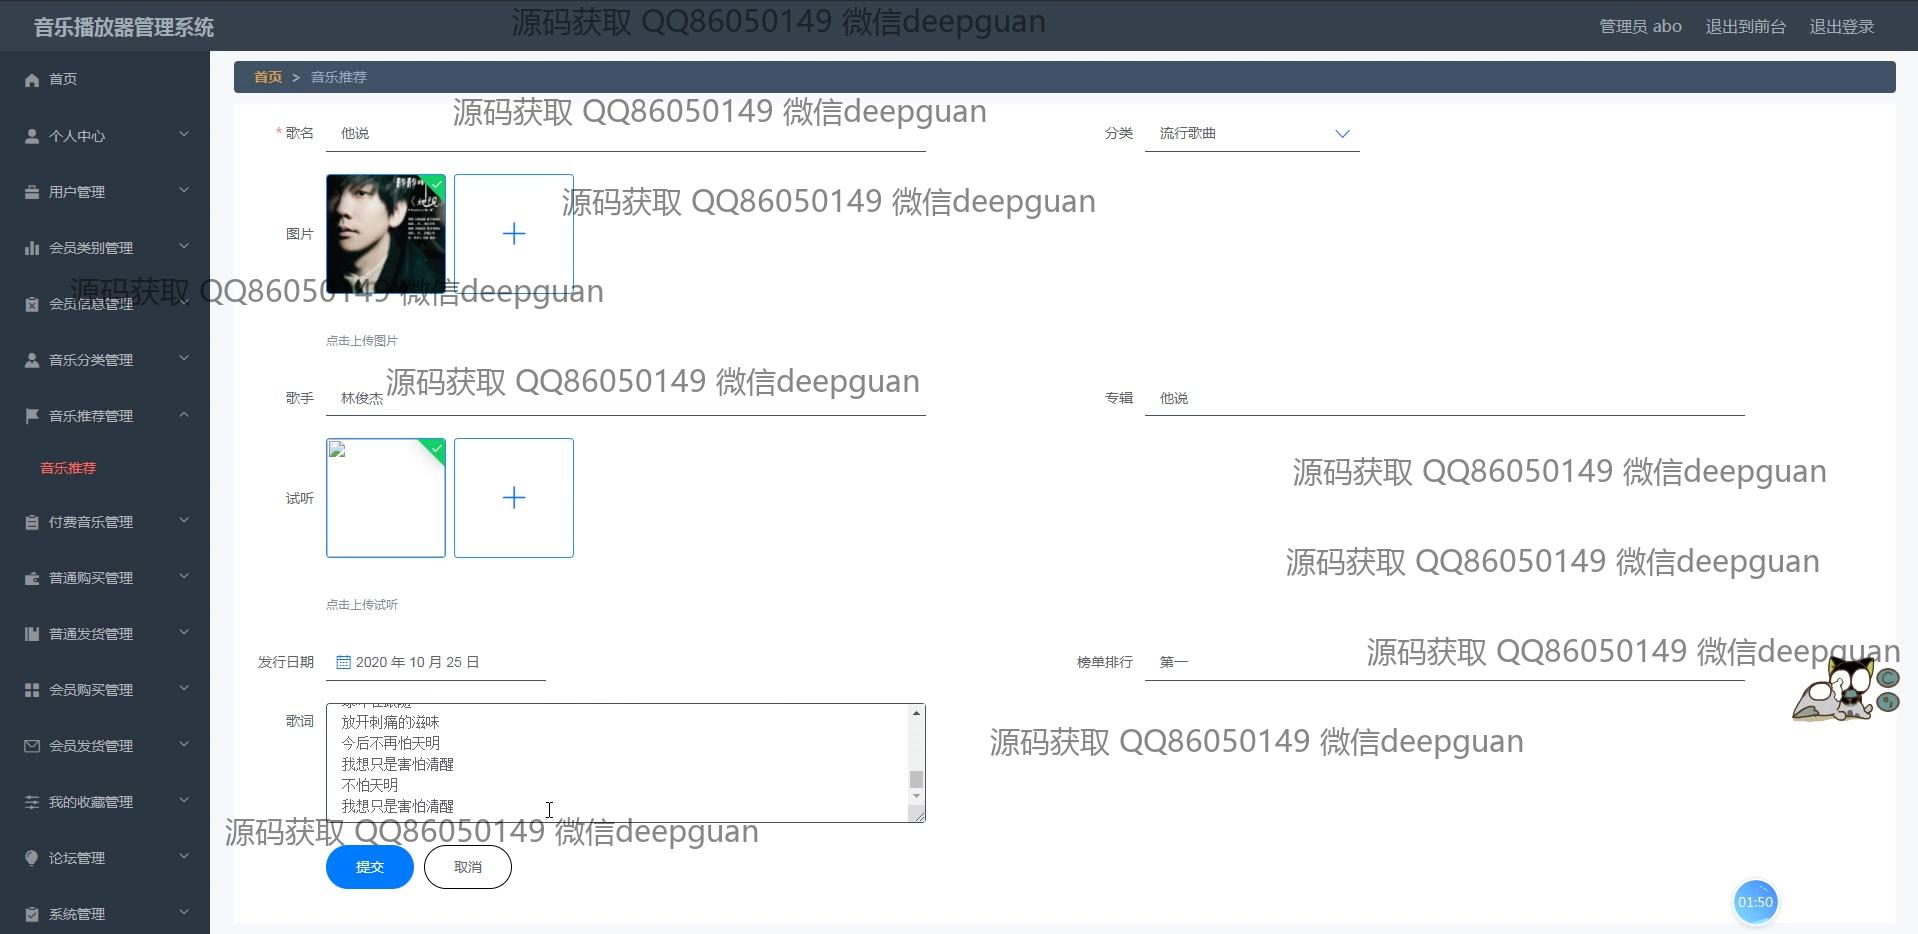 音乐播放器管理系统
源码获取 QQ86050149 微信deepguan
管理员 abo
退出到前台
退出登录
首页
首页 > 音乐推荐
源码获取 QQ86050149 微信deepguan
* 歌名 他说
分类 流行歌曲
个人中心
用户管理
源码获取 QQ86050149 微信deepguan
图片
会员类别管理
源码获取 QQ86050149 微信deepguan
会员信息管理
点击上传图片
音乐分类管理
源码获取 QQ86050149 微信deepguan
歌手 林俊杰
专辑 他说
音乐推荐管理
音乐推荐
源码获取 QQ86050149 微信deepguan
试听
付费音乐管理
源码获取 QQ86050149 微信deepguan
普通购买管理
点击上传试听
普通发货管理
源码获取 QQ86050149 微信deepguan
发行日期 2020 年 10 月 25 日
榜单排行 第一
会员购买管理
歌词
放开刺痛的滋味
今后不再怕天明
我想只是害怕清醒
不怕天明
我想只是害怕清醒
源码获取 QQ86050149 微信deepguan
会员发货管理
我的收藏管理
源码获取 QQ86050149 微信deepguan
论坛管理
提交
取消
系统管理
01:50